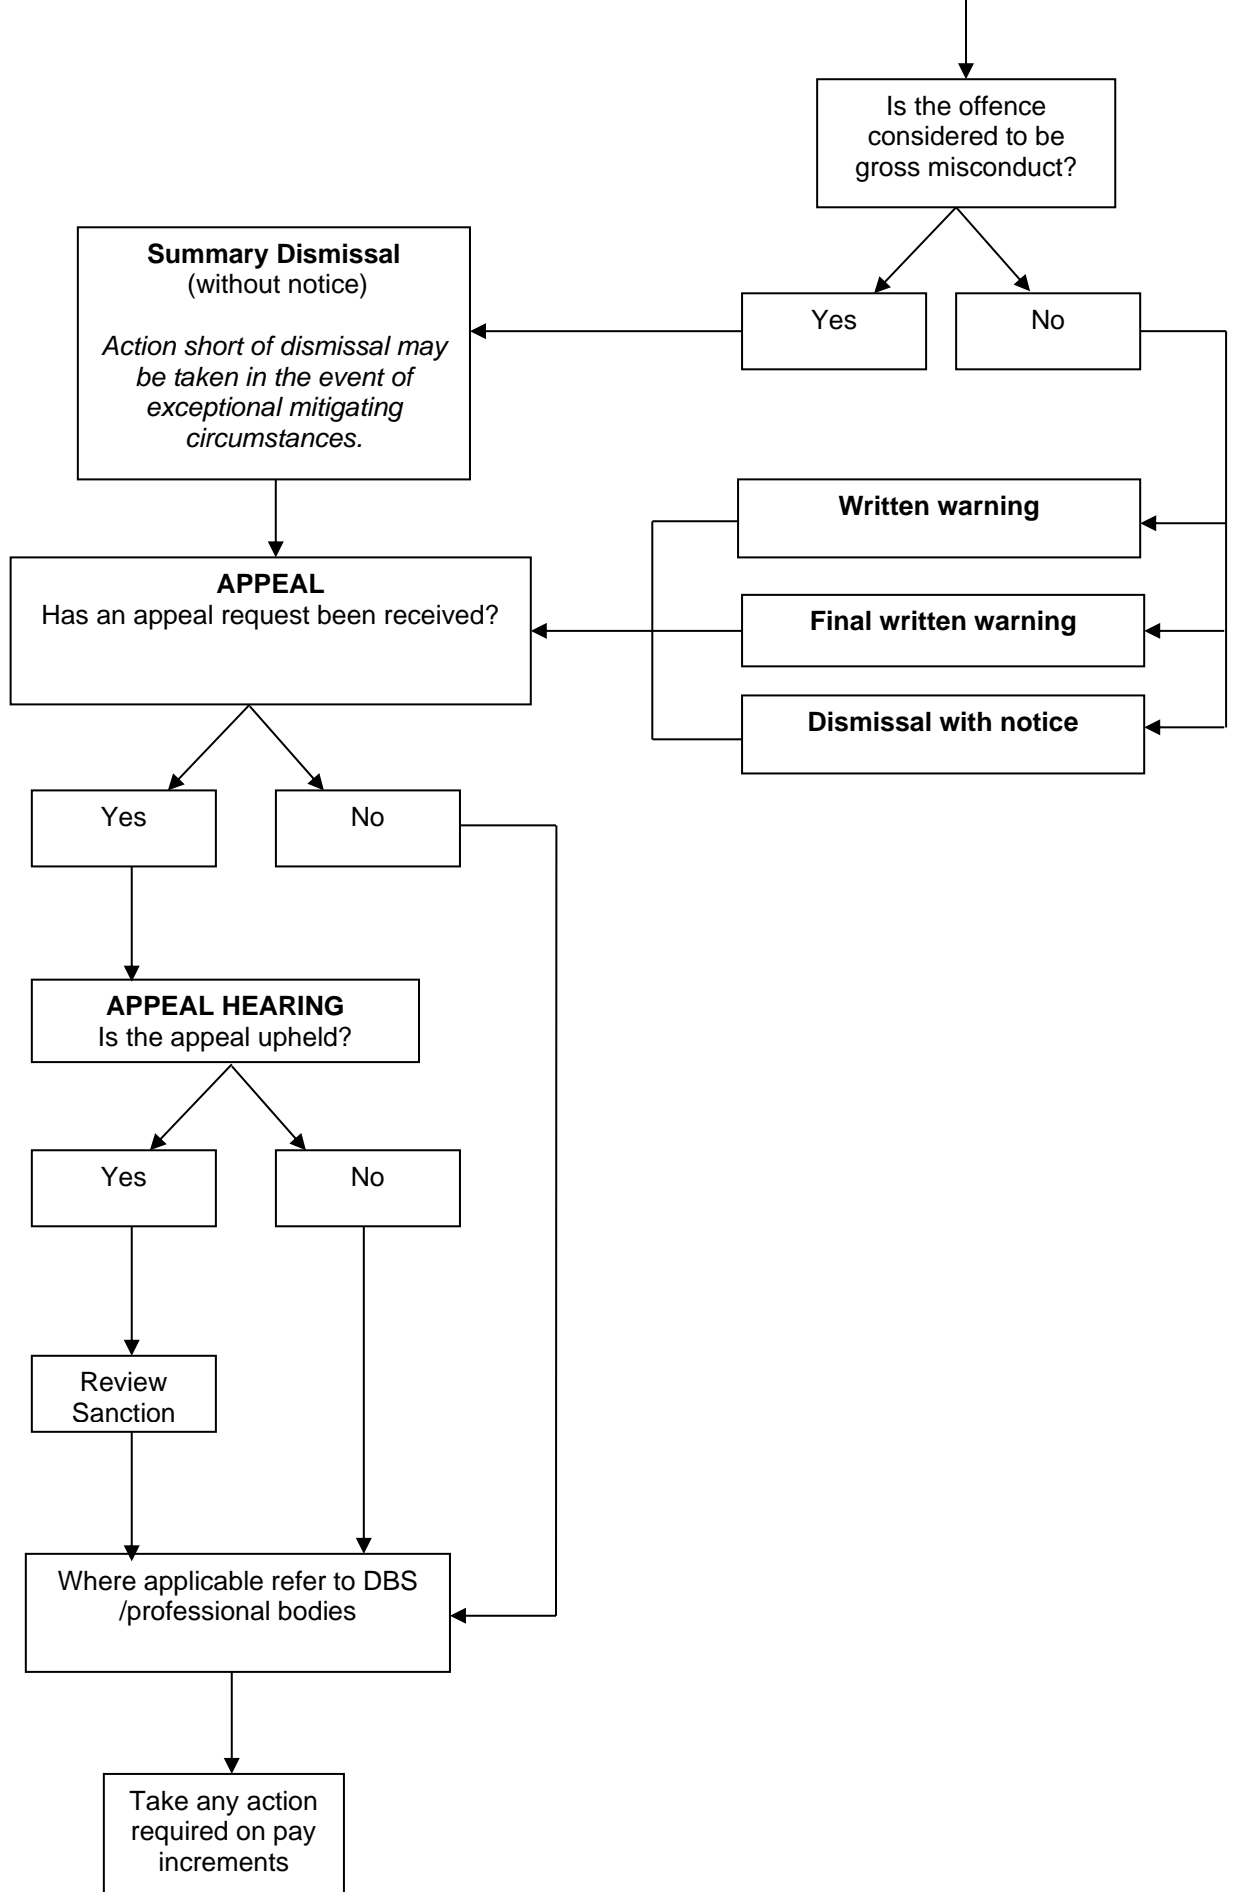 Is the offence
considered to be
gross misconduct?
Summary Dismissal
(without notice)
Action short of dismissal may
be taken in the event of
exceptional mitigating
circumstances.
Yes
No
Written warning
APPEAL
Has an appeal request been received?
Final written warning
Dismissal with notice
Yes
No
APPEAL HEARING
Is the appeal upheld?
Yes
No
Review
Sanction
Where applicable refer to DBS
/professional bodies
Take any action
required on pay
increments